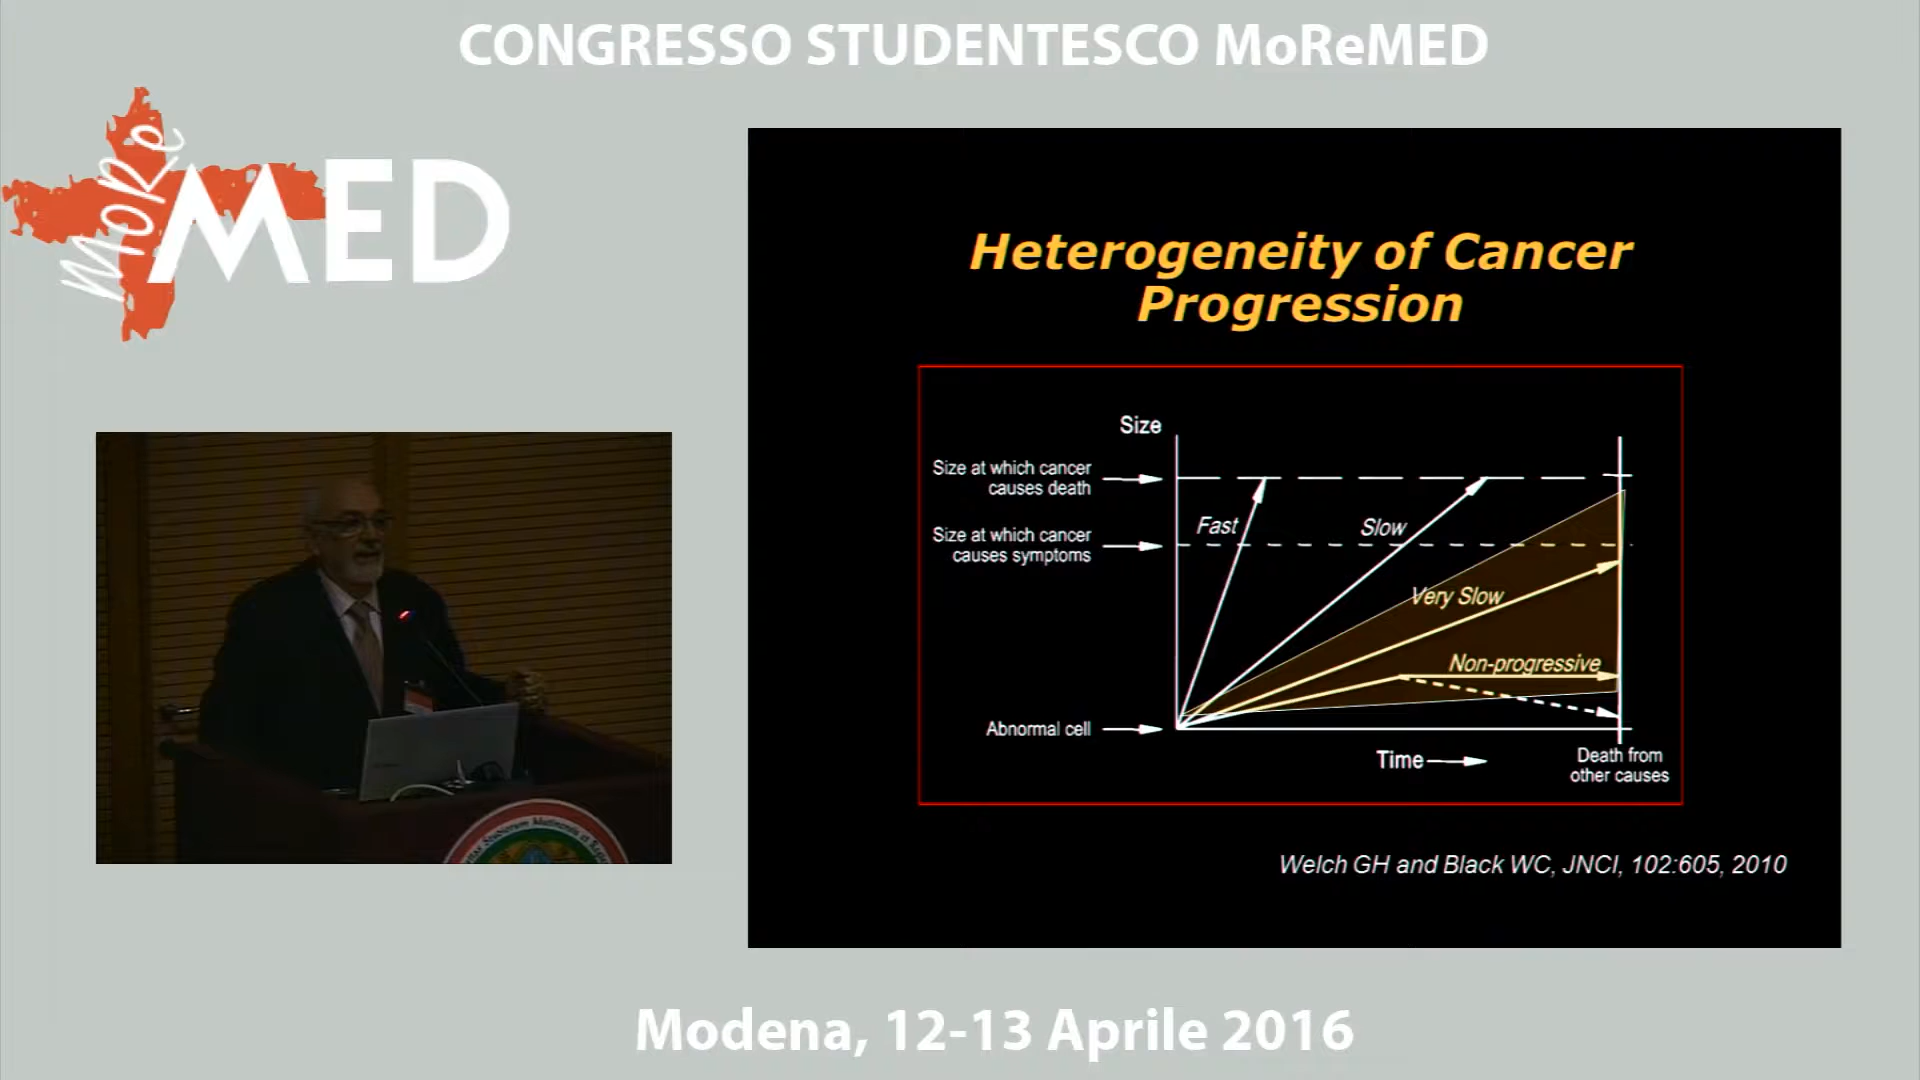 CONGRESSO STUDENTESCO MoReMED
MoRe
MED
Heterogeneity of Cancer
Progression
Size
Size at which cancer
causes death
Fast
Slow
Size at which cancer
causes symptoms
Very Slow
Non-progressive
Abnormal cell
Time
Death from
other causes
Welch GH and Black WC, JNCI, 102:605, 2010
Modena, 12-13 Aprile 2016